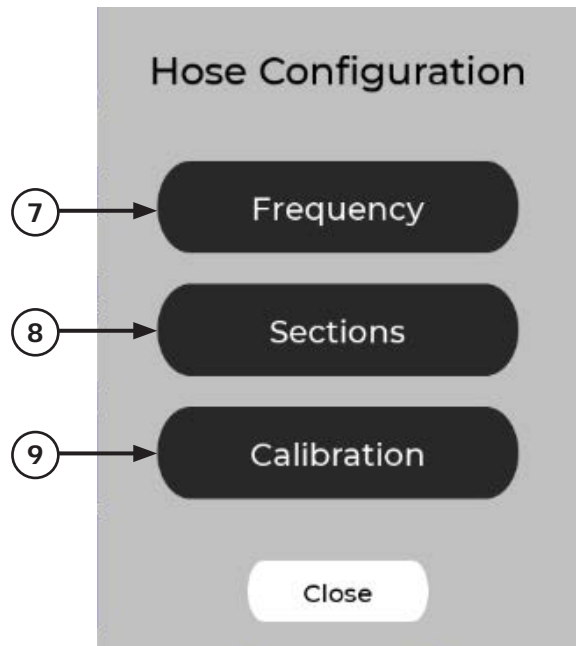 Hose Configuration
7
Frequency
8
Sections
9
Calibration
Close